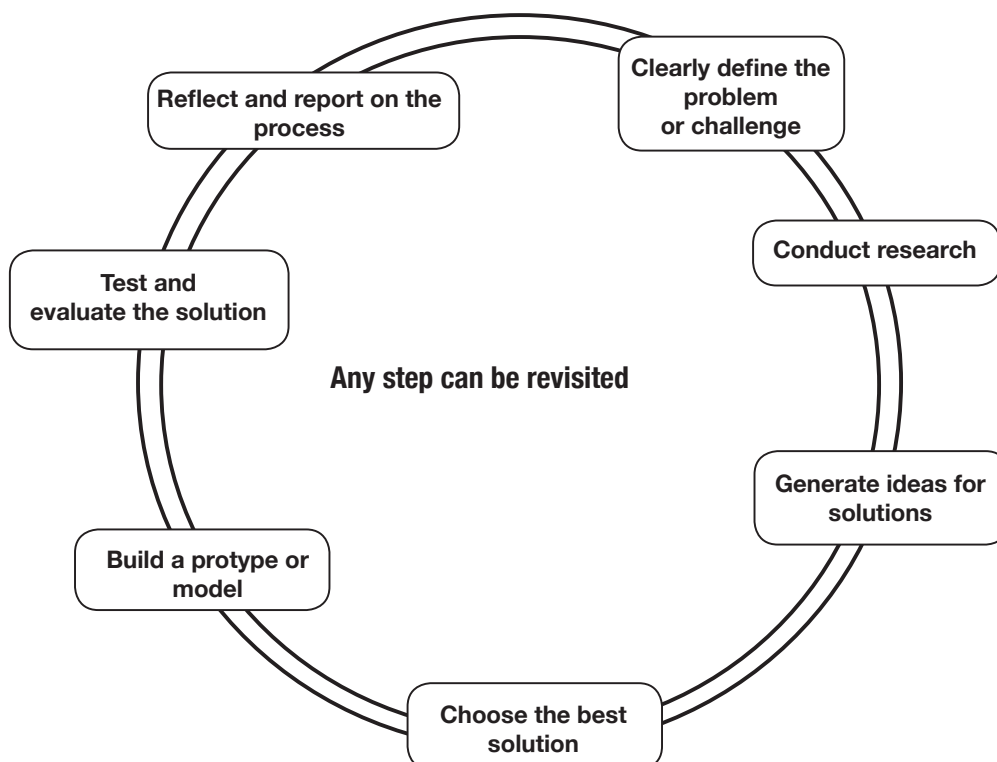 Clearly define the
problem
or challenge
Conduct research
Generate ideas for
solutions
Choose the best
solution
Build a protype or
model
Test and
evaluate the solution
Reflect and report on the
process
Any step can be revisited